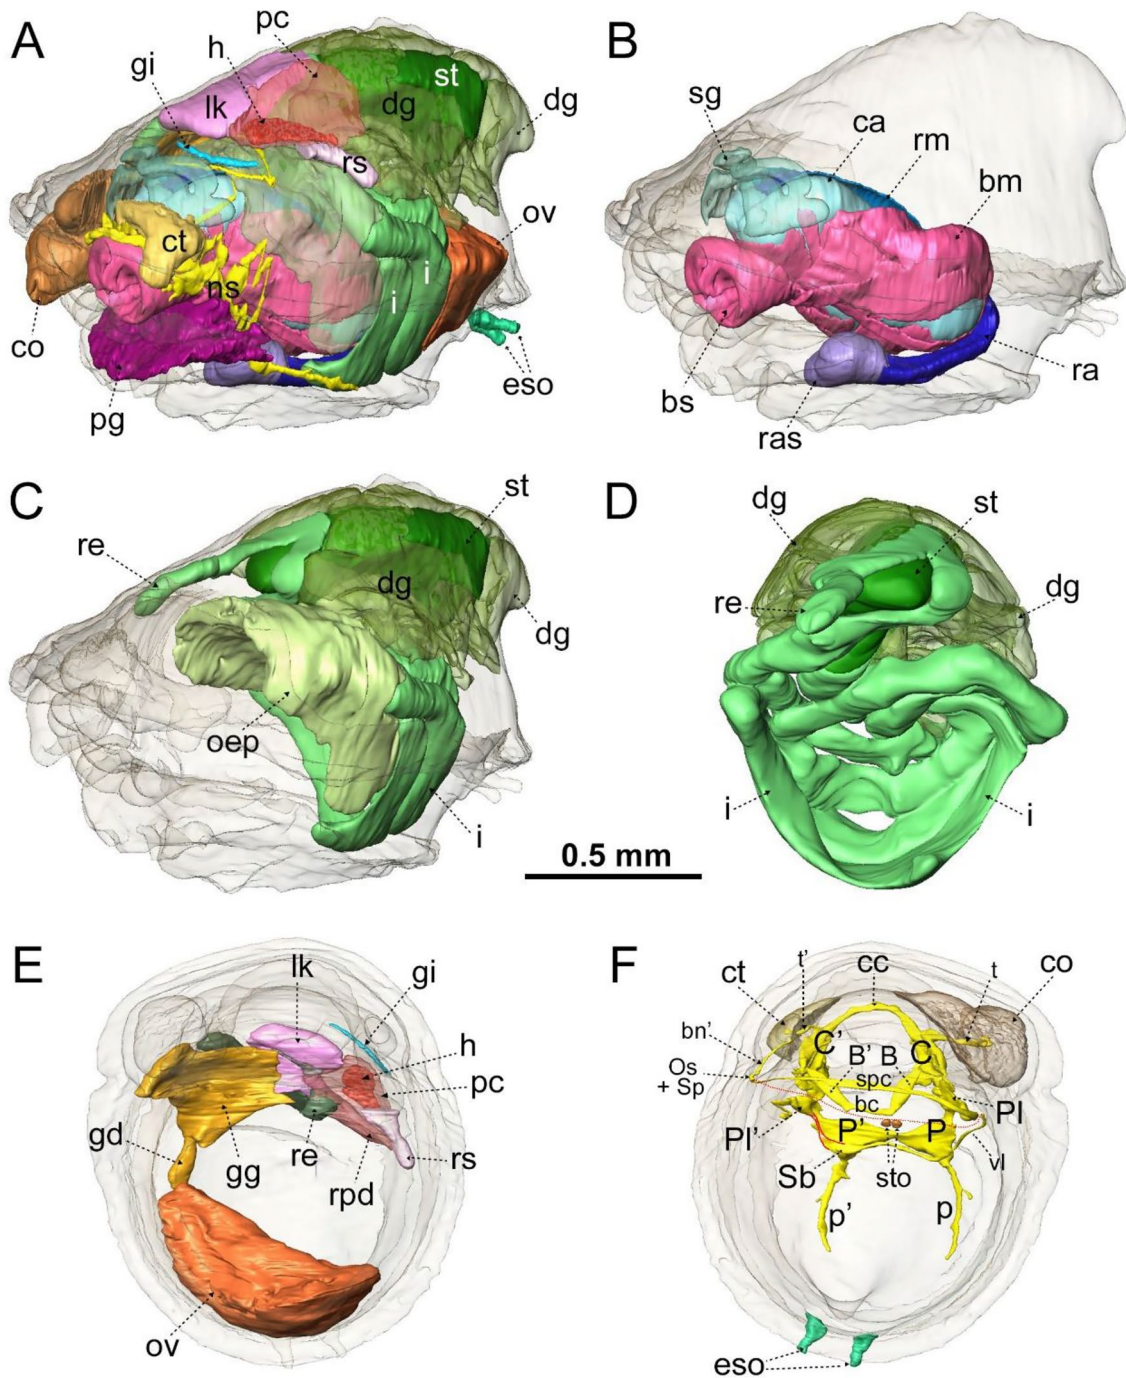 A
pc
h
gi
lk
st
dg
dg
rs
ov
ct
ns
i
i
co
pg
eso
B
sg
ca
rm
bm
bs
ras
ra
C
st
re
dg
dg
oep
i
D
dg
st
re
dg
i
i
0.5 mm
E
lk
gi
h
pc
gd
gg
re
rpd
rs
ov
F
ct
t’
cc
t
co
bn’
C’
B’
B
C
Os
+ Sp
spc
bc
Pl
Pl’
P’
P
Sb
sto
vl
p’
p
eso